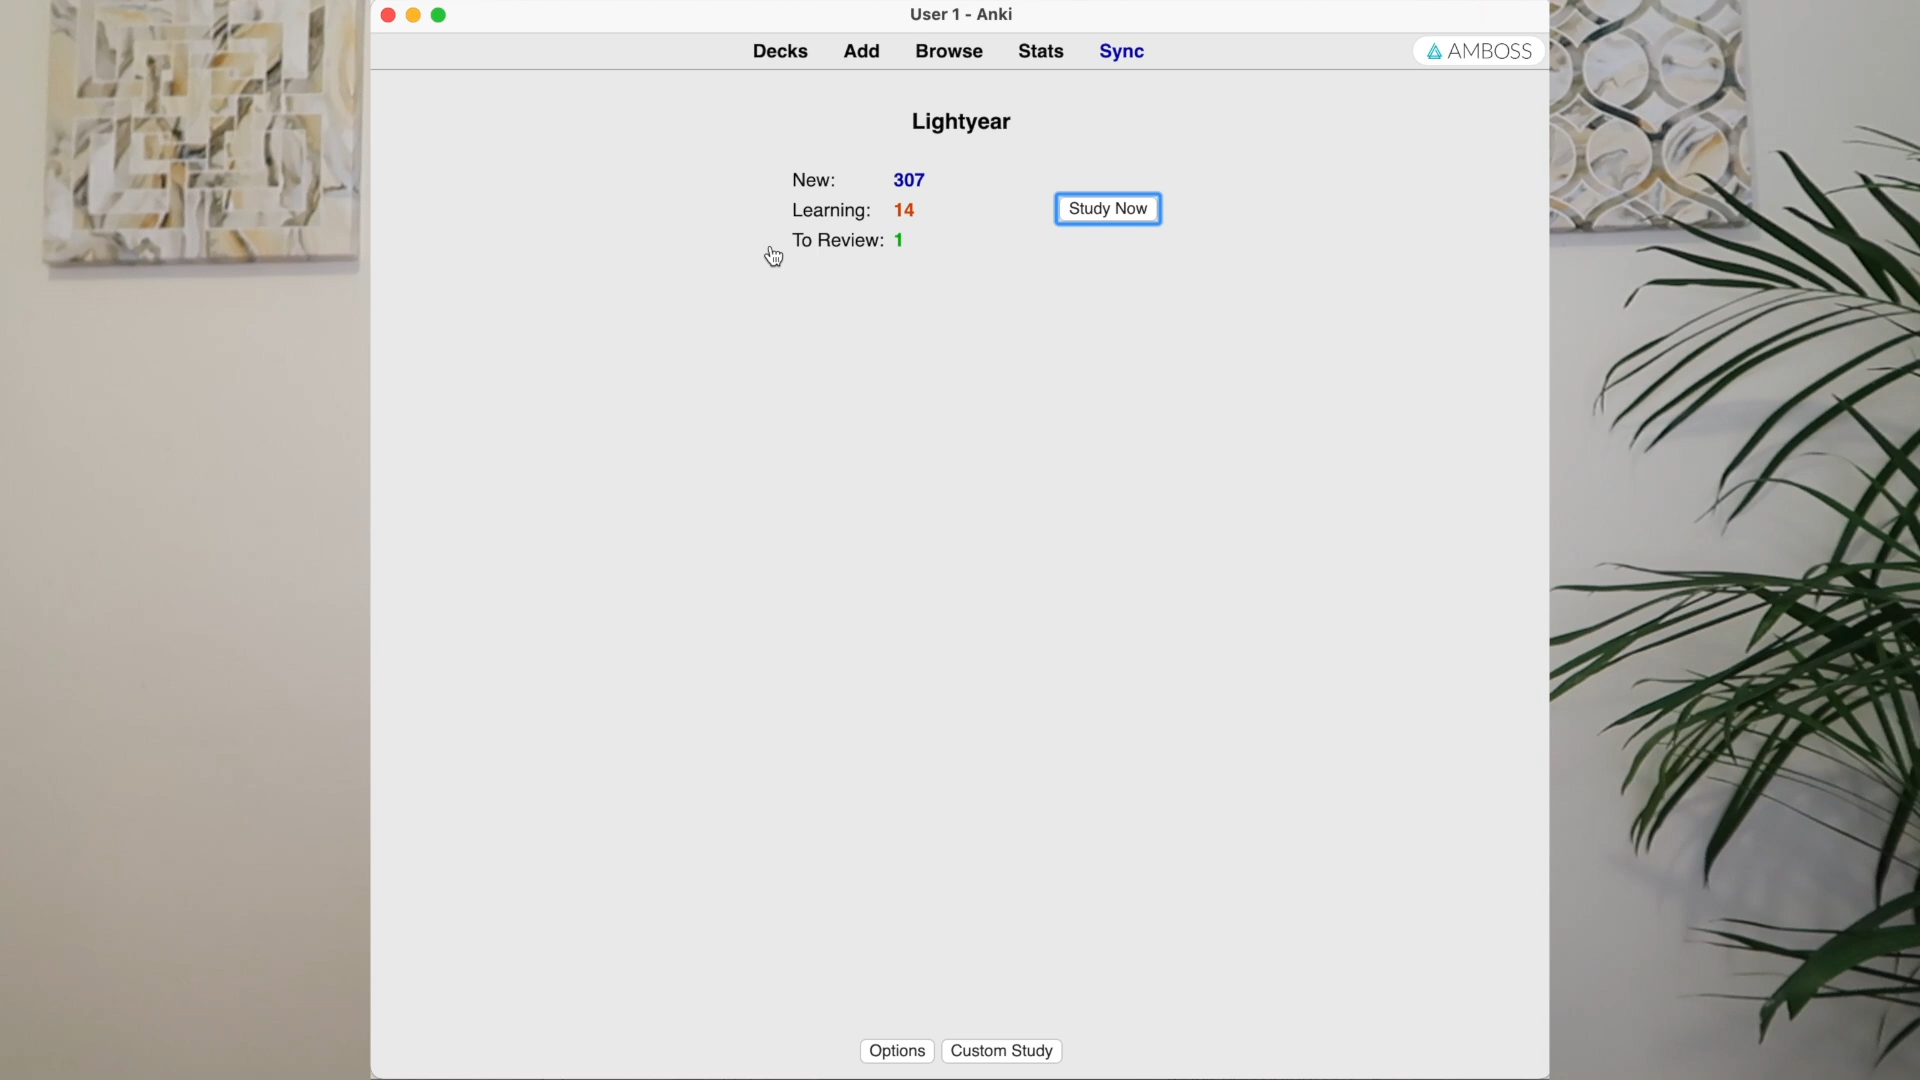 User 1 - Anki
Decks Add Browse Stats Sync AMBOSS
Lightyear
New: 307
Learning: 14
To Review: 1
Study Now
Options Custom Study